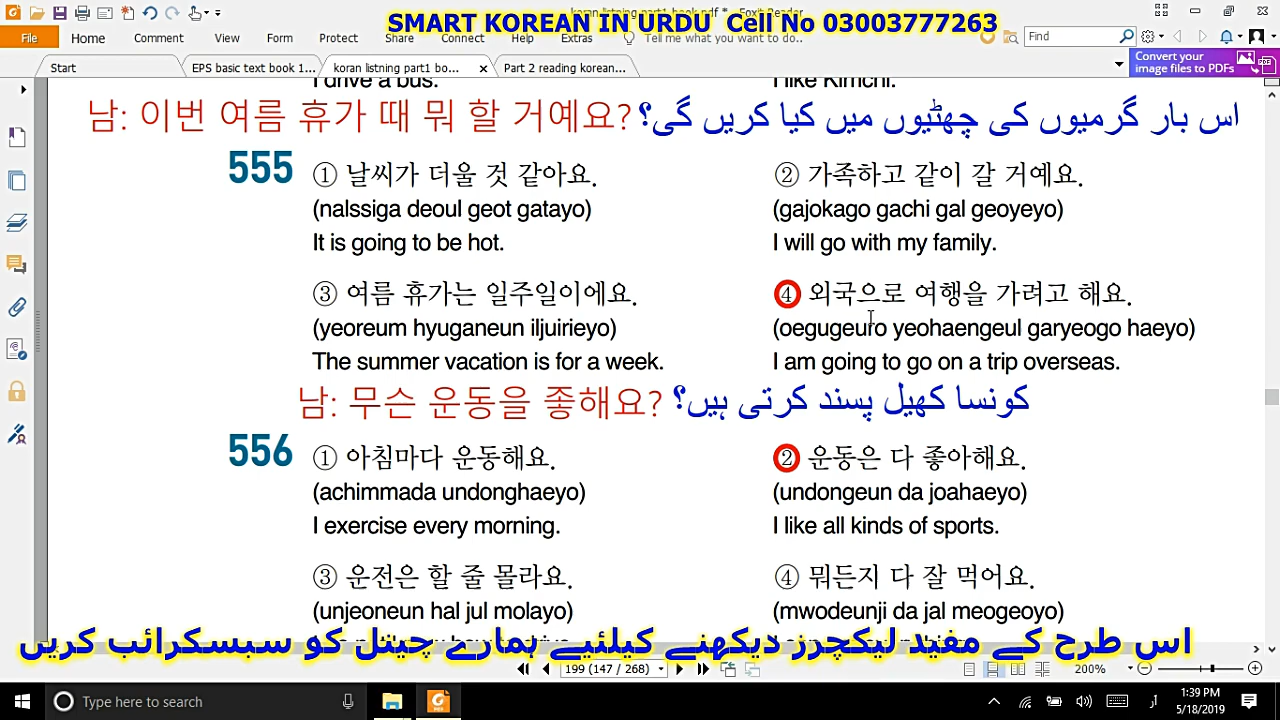 koran listning part1 book.pdf * - Foxit Reader
SMART KOREAN IN URDU Cell No 03003777263
File Home Comment View Form Protect Share Connect Help Extras Tell me what you want to do.. Find
Start EPS basic text book 1... koran listning part1 bo... Part 2 reading korean...
Convert your
image files to PDFs
I drive a bus. I like Kimchi.
남: 이번 여름 휴가 때 뭐 할 거예요? اس بار گرمیوں کی چھٹیوں میں کیا کریں گی؟
555 ① 날씨가 더울 것 같아요. ② 가족하고 같이 갈 거예요.
(nalssiga deoul geot gatayo) (gajokago gachi gal geoyeyo)
It is going to be hot. I will go with my family.
③ 여름 휴가는 일주일이에요. ④ 외국으로 여행을 가려고 해요.
(yeoreum hyuganeun iljuirieyo) (oegugeuro yeohaengeul garyeogo haeyo)
The summer vacation is for a week. I am going to go on a trip overseas.
남: 무슨 운동을 좋해요? کونسا کھیل پسند کرتی ہیں؟
556 ① 아침마다 운동해요. ② 운동은 다 좋아해요.
(achimmada undonghaeyo) (undongeun da joahaeyo)
I exercise every morning. I like all kinds of sports.
③ 운전은 할 줄 몰라요. ④ 뭐든지 다 잘 먹어요.
(unjeoneun hal jul molayo) (mwodeunji da jal meogeoyo)
اس طرح کے مفید لیکچرز دیکھنے کیلئیے ہمارے چینل کو سبسکرائب کریں
199 (147 / 268) 200%
Type here to search
1:39 PM
5/18/2019